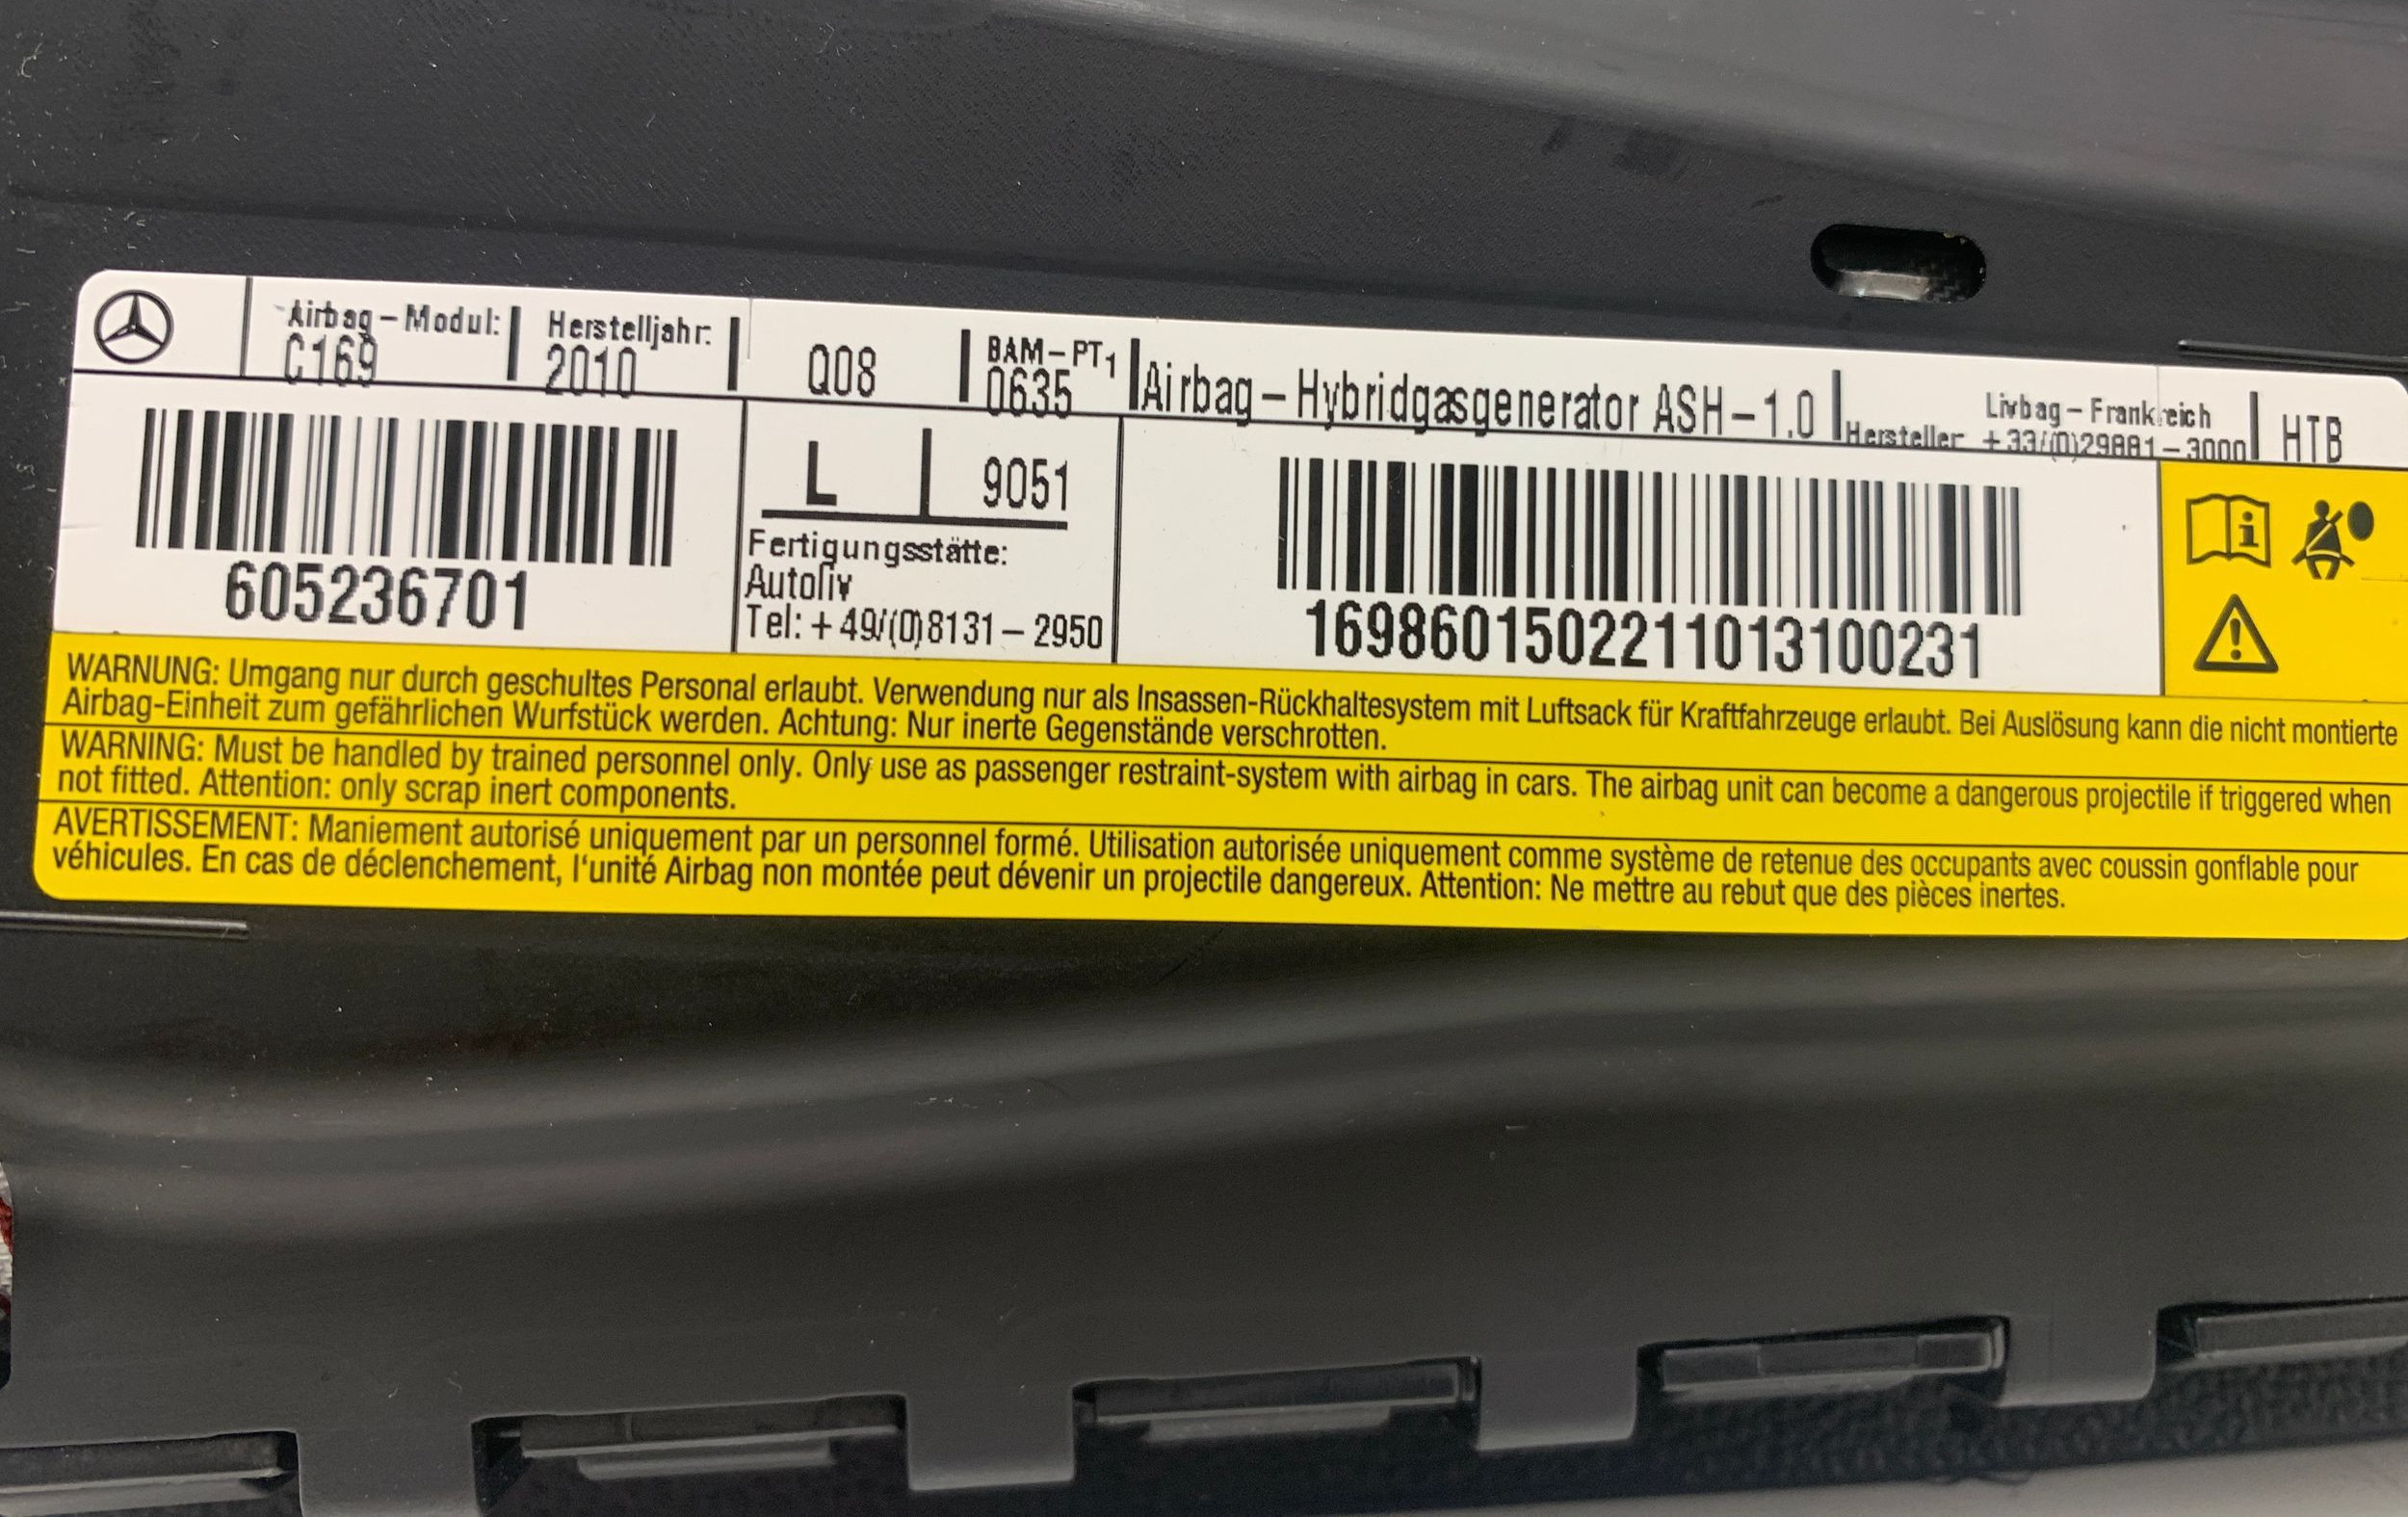 Airbag-Modul: Herstelljahr: BAM-PT1 Livbag-Frankreich
C169 2010 Q08 0635 Airbag-Hybridgasgenerator ASH-1.0 Hersteller +33/(0)29881-3000 HTB
L 9051
Fertigungsstätte:
Autoliv
605236701 Tel: +49/(0)8131-2950 1698601502211013100231
WARNUNG: Umgang nur durch geschultes Personal erlaubt. Verwendung nur als Insassen-Rückhaltesystem mit Luftsack für Kraftfahrzeuge erlaubt. Bei Auslösung kann die nicht montierte
Airbag-Einheit zum gefährlichen Wurfstück werden. Achtung: Nur inerte Gegenstände verschrotten.
WARNING: Must be handled by trained personnel only. Only use as passenger restraint-system with airbag in cars. The airbag unit can become a dangerous projectile if triggered when
not fitted. Attention: only scrap inert components.
AVERTISSEMENT: Maniement autorisé uniquement par un personnel formé. Utilisation autorisée uniquement comme système de retenue des occupants avec coussin gonflable pour
véhicules. En cas de déclenchement, l'unité Airbag non montée peut dévenir un projectile dangereux. Attention: Ne mettre au rebut que des pièces inertes.